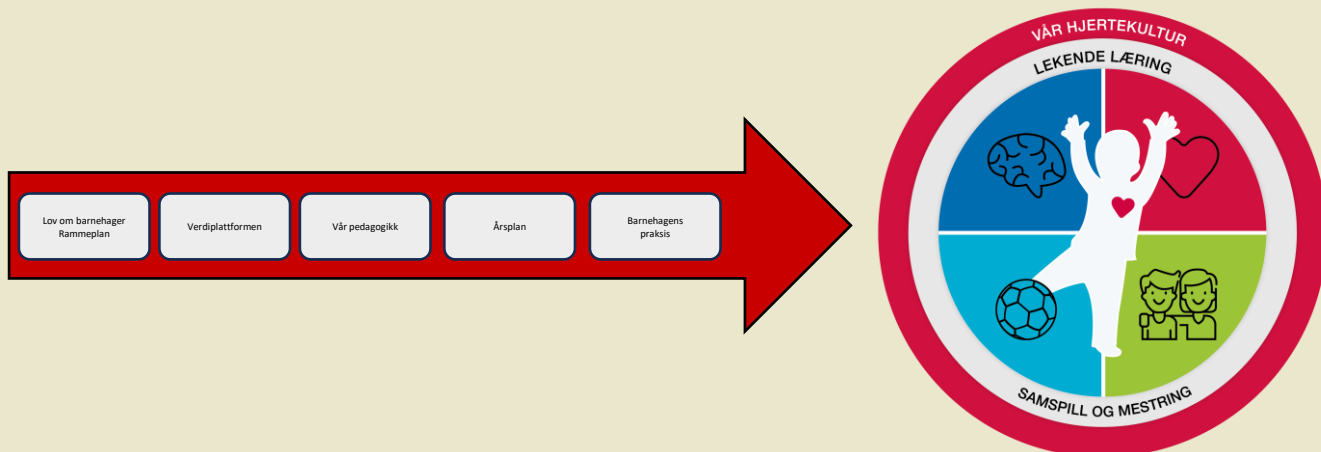 Lov om barnehager
Rammeplan
Verdiplattformen
Vår pedagogikk
Årsplan
Barnehagens
praksis
VÅR HJERTEKULTUR
LEKENDE LÆRING
SAMSPILL OG MESTRING